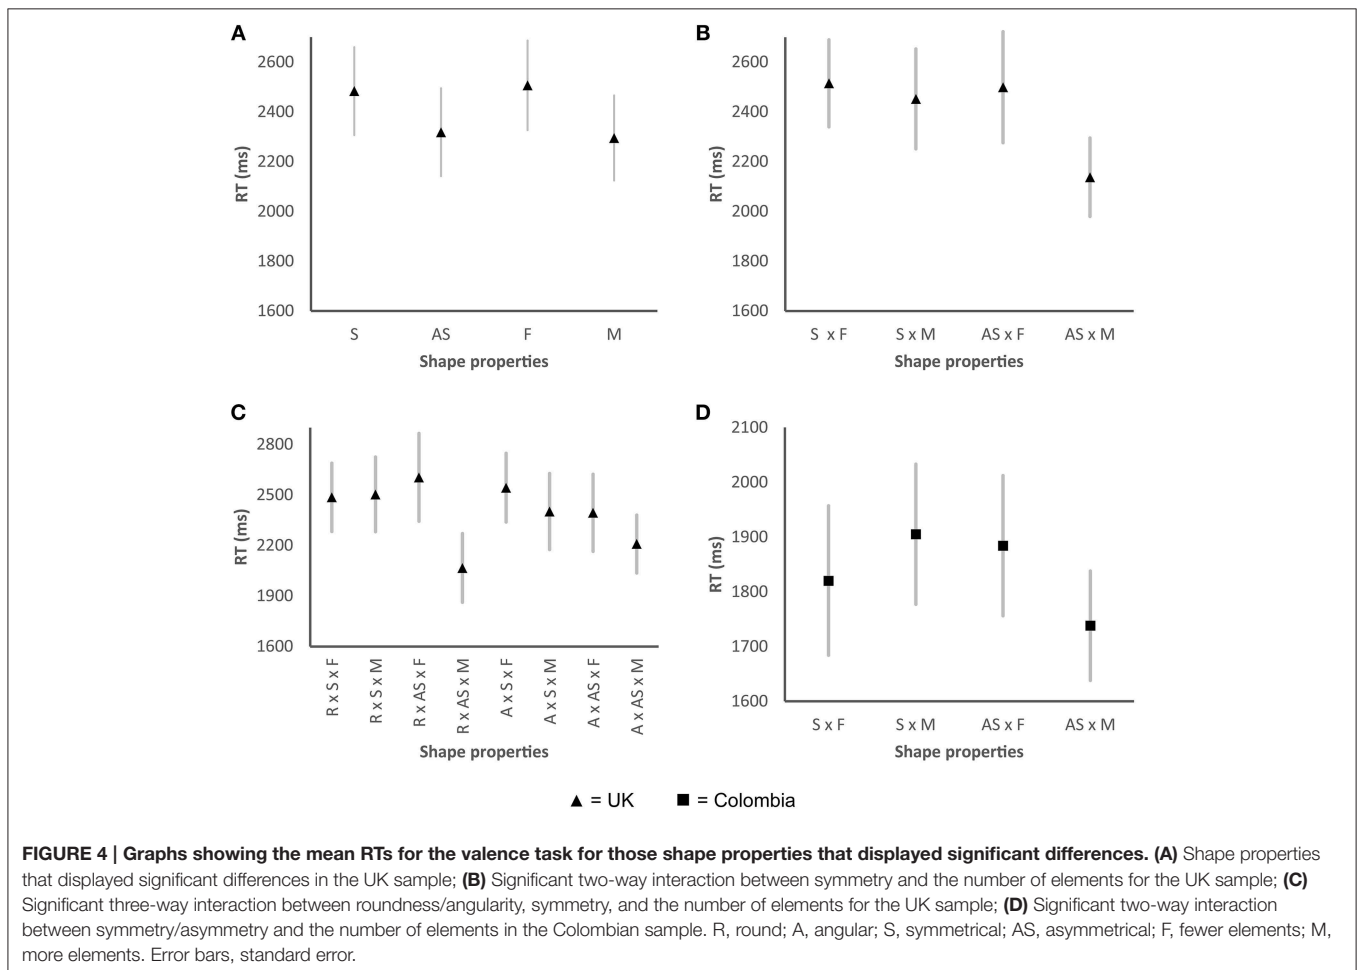 A
2600
2400
2200
2000
1800
1600
RT (ms)
S AS F M
Shape properties
B
2600
2400
2200
2000
1800
1600
RT (ms)
S x F S x M AS x F AS x M
Shape properties
C
2800
2500
2200
1900
1600
RT (ms)
R x S x F
R x S x M
R x AS x F
R x AS x M
A x S x F
A x S x M
A x AS x F
A x AS x M
Shape properties
D
2100
2000
1900
1800
1700
1600
RT (ms)
S x F S x M AS x F AS x M
Shape properties
▲ = UK ■ = Colombia
FIGURE 4 | Graphs showing the mean RTs for the valence task for those shape properties that displayed significant differences. (A) Shape properties
that displayed significant differences in the UK sample; (B) Significant two-way interaction between symmetry and the number of elements for the UK sample; (C)
Significant three-way interaction between roundness/angularity, symmetry, and the number of elements for the UK sample; (D) Significant two-way interaction
between symmetry/asymmetry and the number of elements in the Colombian sample. R, round; A, angular; S, symmetrical; AS, asymmetrical; F, fewer elements; M,
more elements. Error bars, standard error.